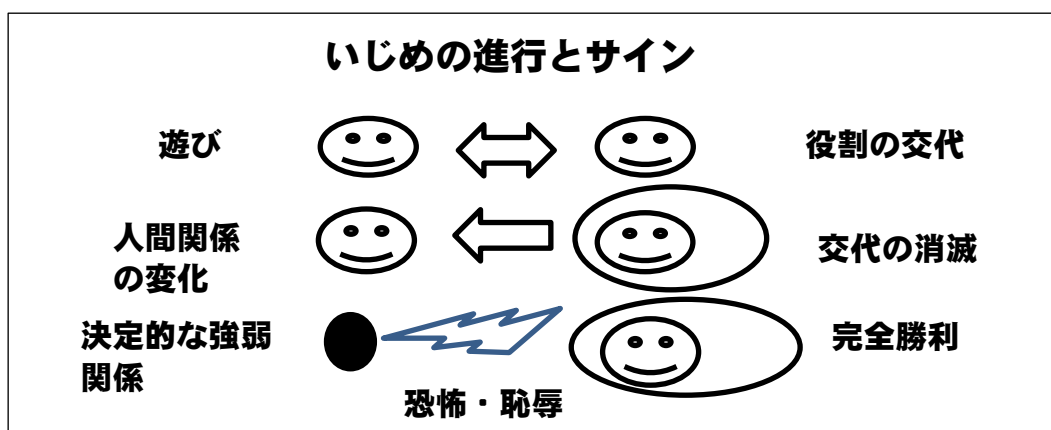 いじめの進行とサイン
遊び
役割の交代
人間関係
の変化
交代の消滅
決定的な強弱
関係
完全勝利
恐怖・恥辱